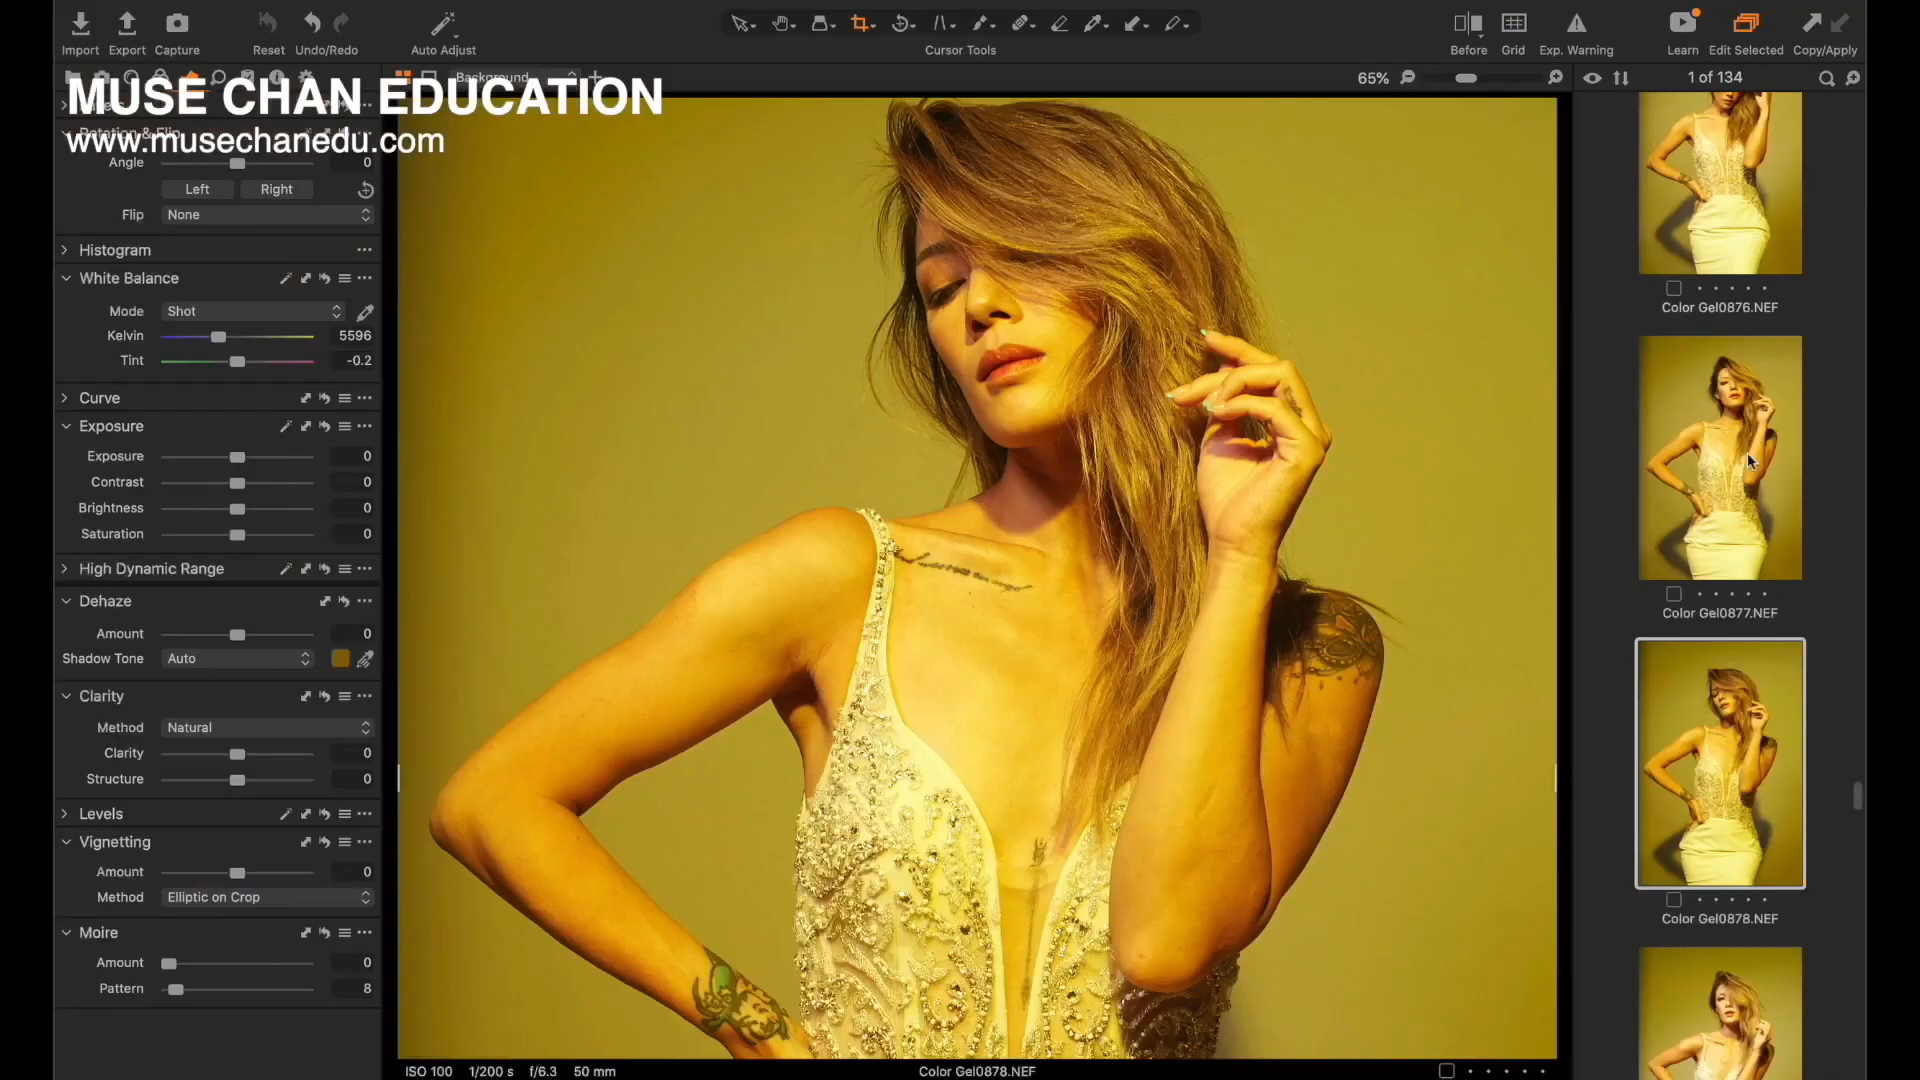 Import
Export
Capture
Reset
Undo/Redo
Auto Adjust
Cursor Tools
Before
Grid
Exp. Warning
Learn
Edit Selected
Copy/Apply
Background
65%
1 of 134
MUSE CHAN EDUCATION
www.musechanedu.com
Rotation & Flip
Angle 0
Left Right
Flip None
Histogram
White Balance
Mode Shot
Kelvin 5596
Tint -0.2
Curve
Exposure
Exposure 0
Contrast 0
Brightness 0
Saturation 0
High Dynamic Range
Dehaze
Amount 0
Shadow Tone Auto
Clarity
Method Natural
Clarity 0
Structure 0
Levels
Vignetting
Amount 0
Method Elliptic on Crop
Moire
Amount 0
Pattern 8
ISO 100 1/200 s f/6.3 50 mm
Color Gel0878.NEF
Color Gel0876.NEF
Color Gel0877.NEF
Color Gel0878.NEF